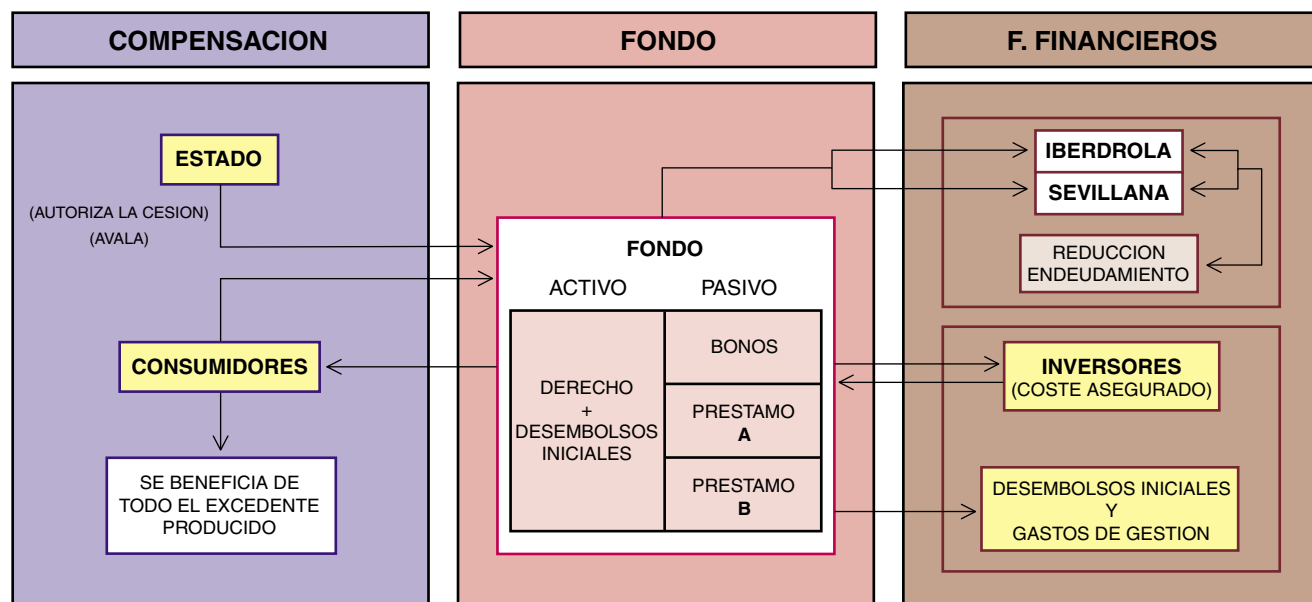 COMPENSACION
FONDO
F. FINANCIEROS
ESTADO
(AUTORIZA LA CESION)
(AVALA)
CONSUMIDORES
SE BENEFICIA DE
TODO EL EXCEDENTE
PRODUCIDO
FONDO
ACTIVO
PASIVO
DERECHO
+
DESEMBOLSOS
INICIALES
BONOS
PRESTAMO
A
PRESTAMO
B
IBERDROLA
SEVILLANA
REDUCCION
ENDEUDAMIENTO
INVERSORES
(COSTE ASEGURADO)
DESEMBOLSOS INICIALES
Y
GASTOS DE GESTION